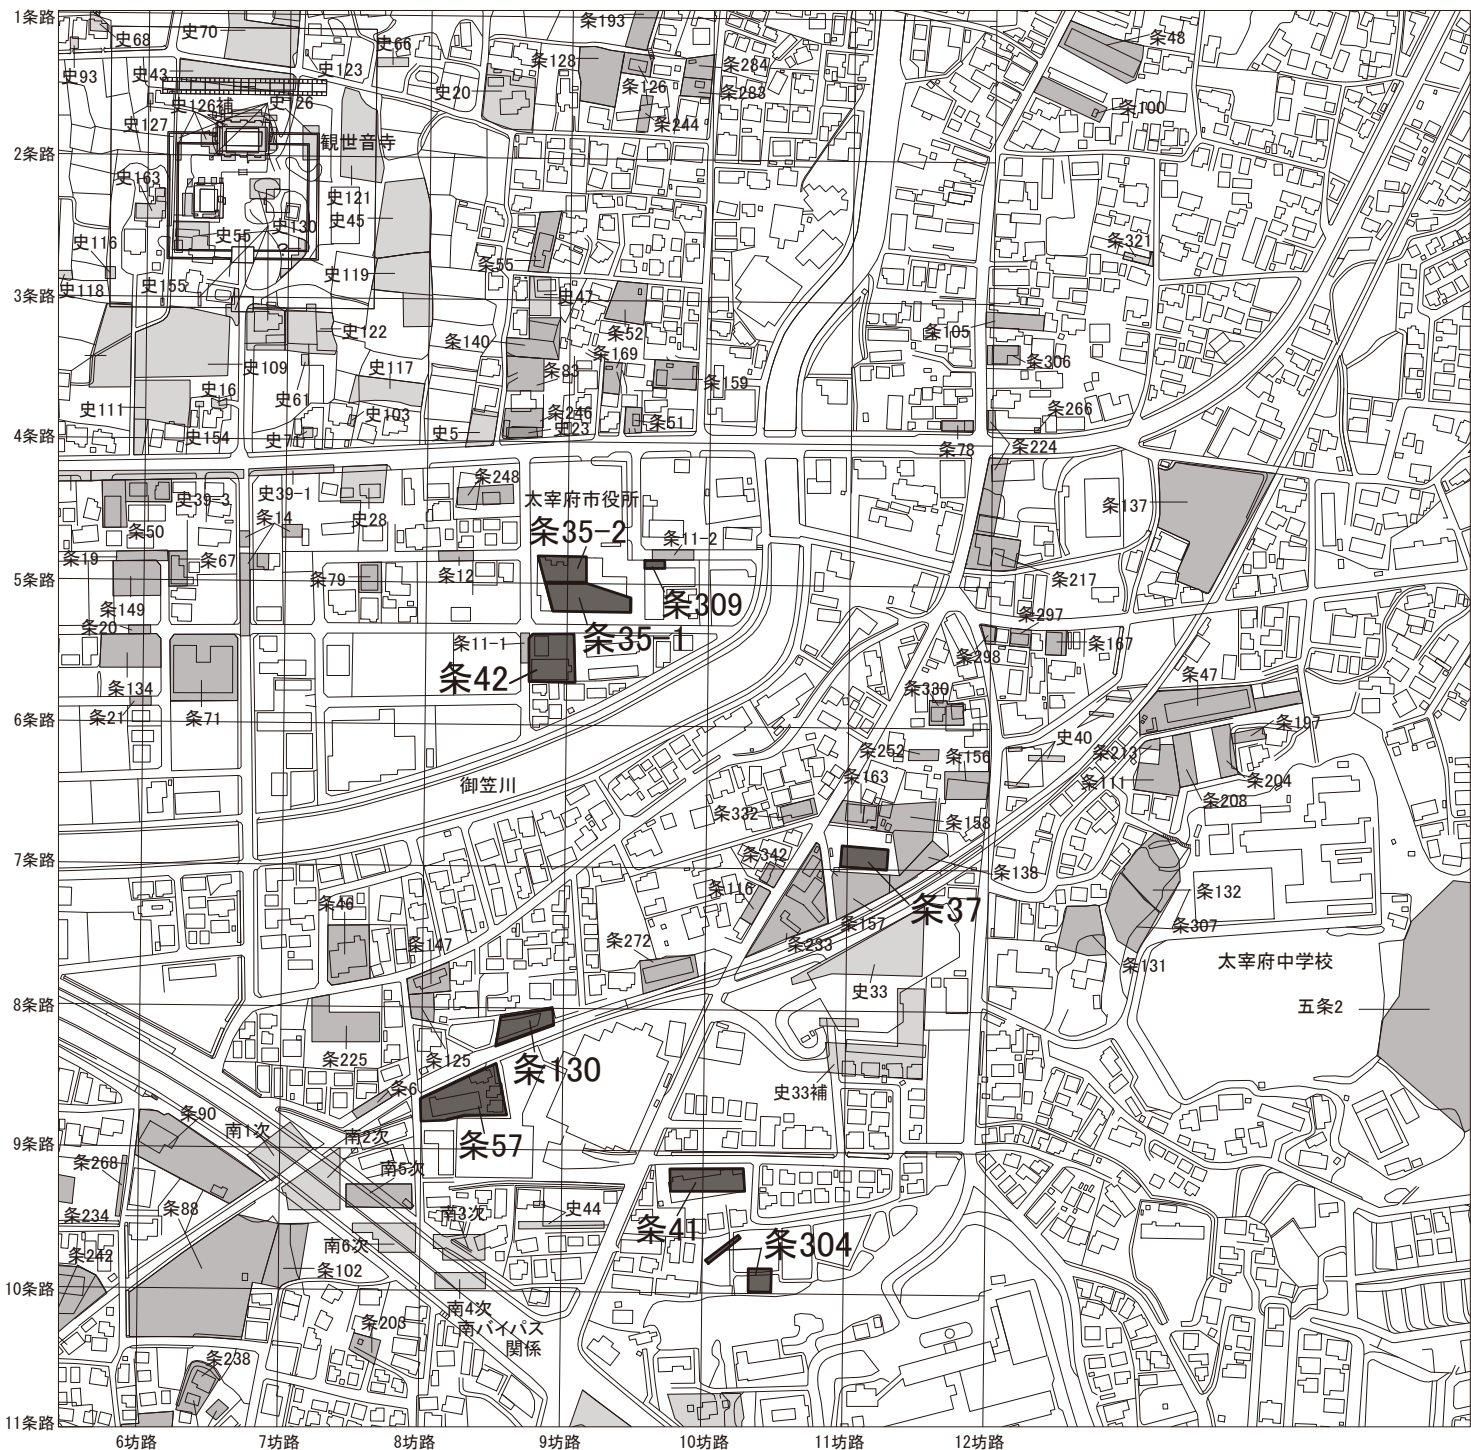 1条路
史68
史70
史66
条193
条48
史93
史43
史123
条128
条284
史20
条126
条283
史126補
史126
条100
史127
条244
観世音寺
2条路
史163
史121
史45
史55
史130
史116
条321
条55
史119
史118
史155
史47
3条路
史122
条52
条105
条140
条169
条306
史109
史117
条83
条159
史16
史61
史111
史103
条246
条266
史5
史23
条51
史154
史71
4条路
条78
条224
史39-3
史39-1
条248
太宰府市役所
条137
条50
条14
史28
条35-2
条11-2
条19
条67
条79
条12
条217
5条路
条149
条309
条297
条20
条35-1
条11-1
条298
条167
条42
条134
条47
条330
6条路
条21
条71
条197
史40
条252
条213
条156
条163
御笠川
条111
条204
条208
条332
条158
7条路
条342
条138
条116
条132
条46
条37
条157
条307
条147
条272
条233
太宰府中学校
条131
史33
8条路
五条2
条225
条125
条130
条6
史33補
条90
南1次
南2次
9条路
条57
条268
南5次
条88
条234
南3次
史44
条41
条242
南6次
条304
条102
10条路
南4次
条203
南バイパス
関係
条238
11条路
6坊路
7坊路
8坊路
9坊路
10坊路
11坊路
12坊路